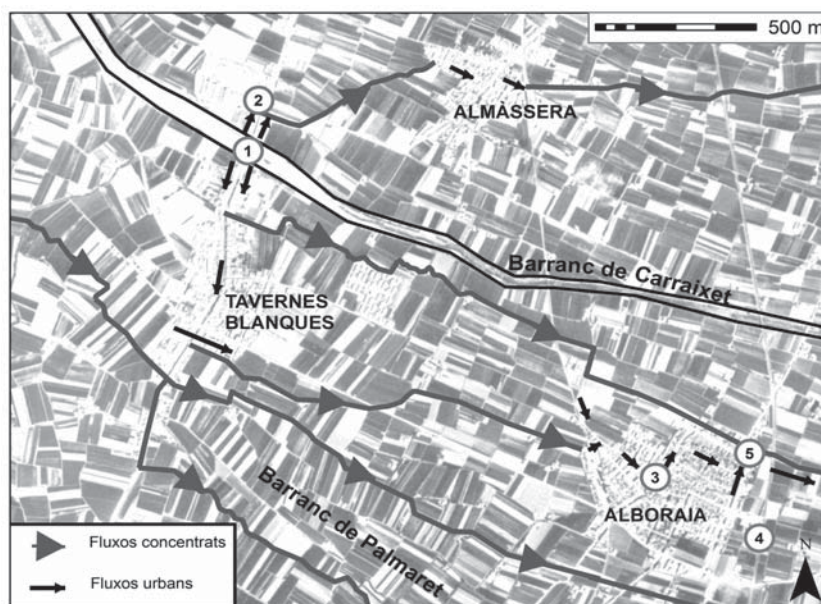 500 m
2
ALMÀSSERA
1
Barranc de Carraixet
TAVERNES
BLANQUES
5
3
ALBORAIA
4
Barranc de Palmaret
N
Fluxos concentrats
Fluxos urbans